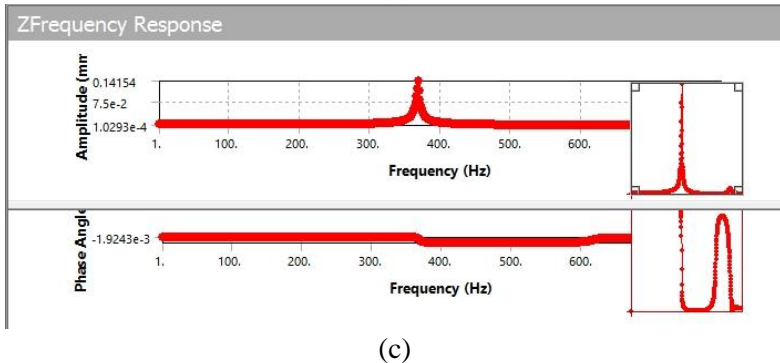 ZFrequency Response
Amplitude (mm
0.14154
7.5e-2
1.0293e-4
1. 100. 200. 300. 400. 500. 600.
Frequency (Hz)
Phase Angle
-1.9243e-3
1. 100. 200. 300. 400. 500. 600.
Frequency (Hz)
(c)